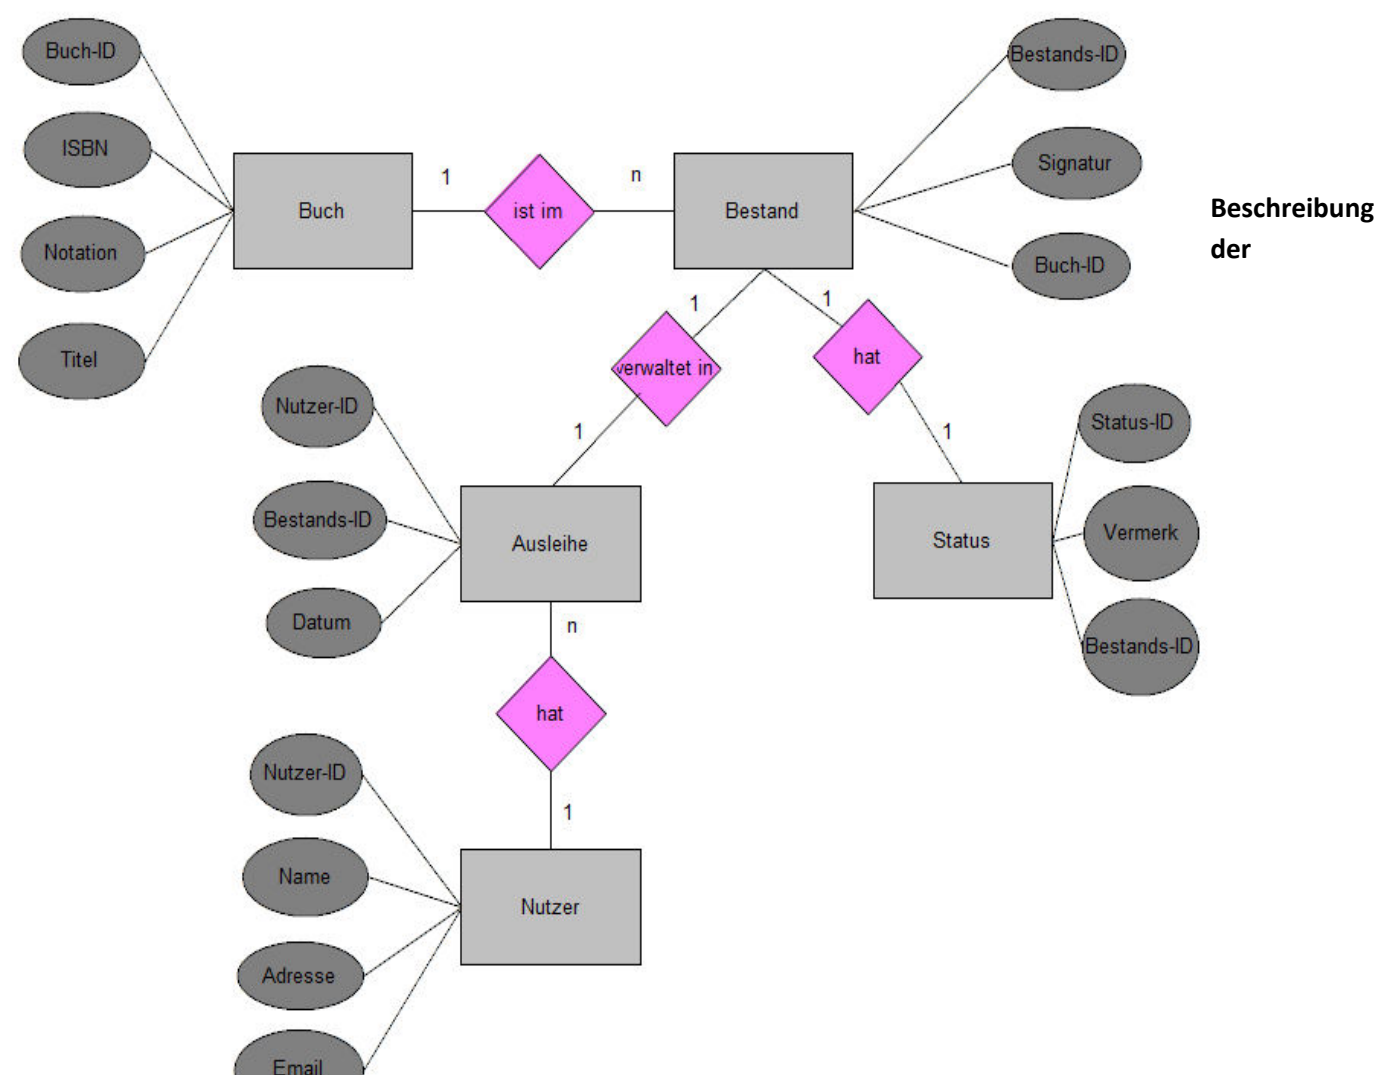 Buch-ID
ISBN
Notation
Titel
Buch
1
ist im
n
Bestand
Bestands-ID
Signatur
Buch-ID
Beschreibung
der
1
verwaltet in
1
1
hat
1
Nutzer-ID
Bestands-ID
Datum
Ausleihe
Status
Status-ID
Vermerk
Bestands-ID
n
hat
1
Nutzer-ID
Name
Adresse
Email
Nutzer